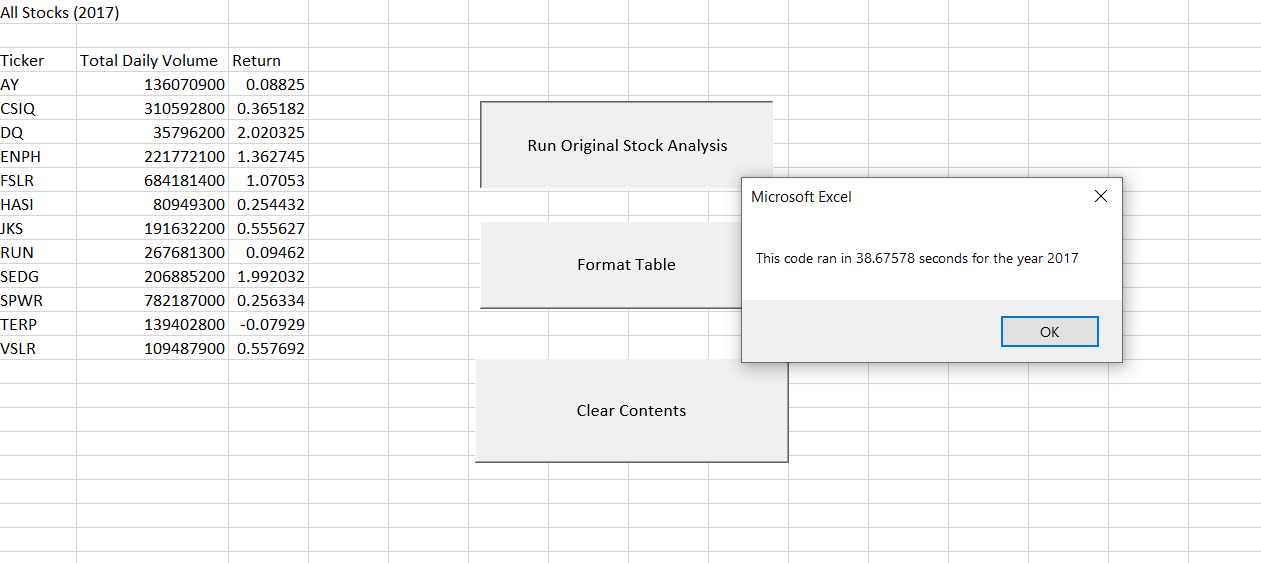 All Stocks (2017)
Ticker Total Daily Volume Return
AY 136070900 0.08825
CSIQ 310592800 0.365182
DQ 35796200 2.020325
ENPH 221772100 1.362745
FSLR 684181400 1.07053
HASI 80949300 0.254432
JKS 191632200 0.555627
RUN 267681300 0.09462
SEDG 206885200 1.992032
SPWR 782187000 0.256334
TERP 139402800 -0.07929
VSLR 109487900 0.557692
Run Original Stock Analysis
Format Table
Clear Contents
Microsoft Excel
This code ran in 38.67578 seconds for the year 2017
OK